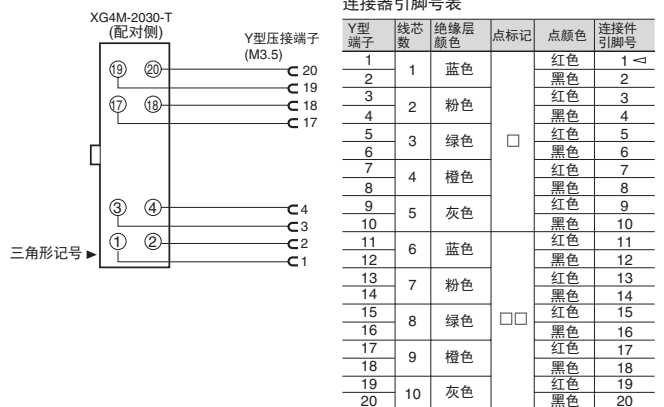 XG4M-2030-T
(配对侧)
Y型压接端子
(M3.5)
⑲ ⑳ 20
19
⑰ ⑱ 18
17
③ ④ 4
3
① ② 2
1
三角形记号
连接器引脚号表
Y型端子 线芯数 绝缘层颜色 点标记 点颜色 连接件引脚号
1 1 蓝色 □ 红色 1
2 黑色 2
3 2 粉色 红色 3
4 黑色 4
5 3 绿色 红色 5
6 黑色 6
7 4 橙色 红色 7
8 黑色 8
9 5 灰色 红色 9
10 黑色 10
11 6 蓝色 □□ 红色 11
12 黑色 12
13 7 粉色 红色 13
14 黑色 14
15 8 绿色 红色 15
16 黑色 16
17 9 橙色 红色 17
18 黑色 18
19 10 灰色 红色 19
20 黑色 20